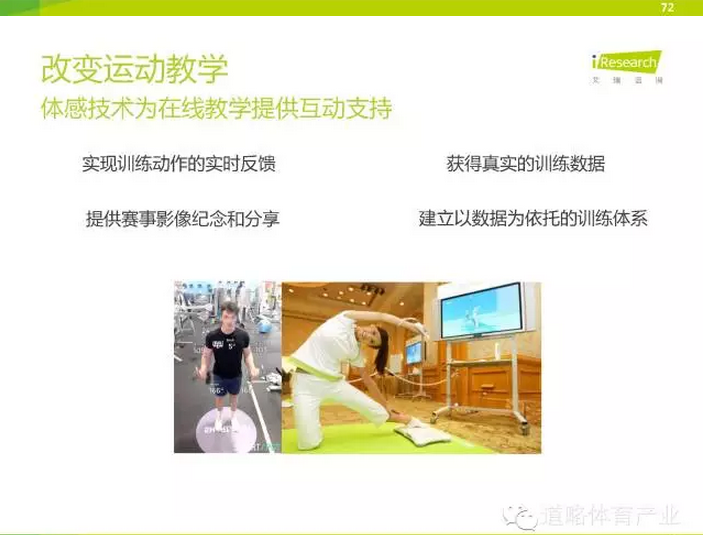 72
改变运动教学
iResearch
艾瑞咨询
体感技术为在线教学提供互动支持
实现训练动作的实时反馈
获得真实的训练数据
提供赛事影像纪念和分享
建立以数据为依托的训练体系
5°
166°
道略体育产业